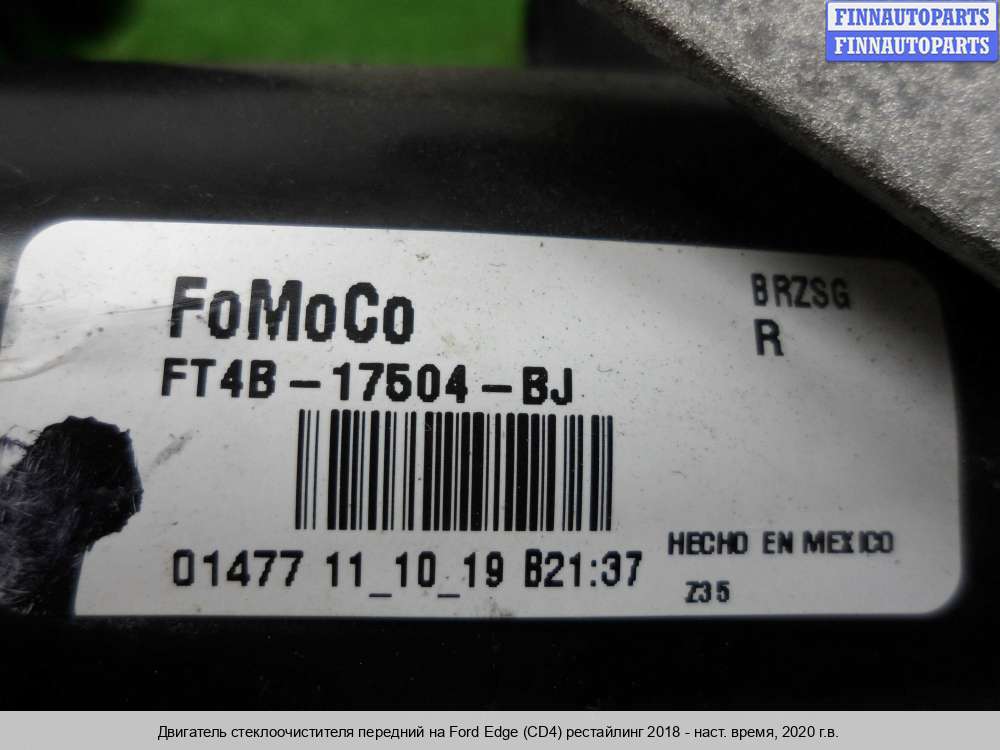 FINNAUTOPARTS
FINNAUTOPARTS
FoMoCo
BRZSG
R
FT4B-17504-BJ
01477 11_10_19 B21:37
HECHO EN MEXICO
Z35
Двигатель стеклоочистителя передний на Ford Edge (CD4) рестайлинг 2018 - наст. время, 2020 г.в.